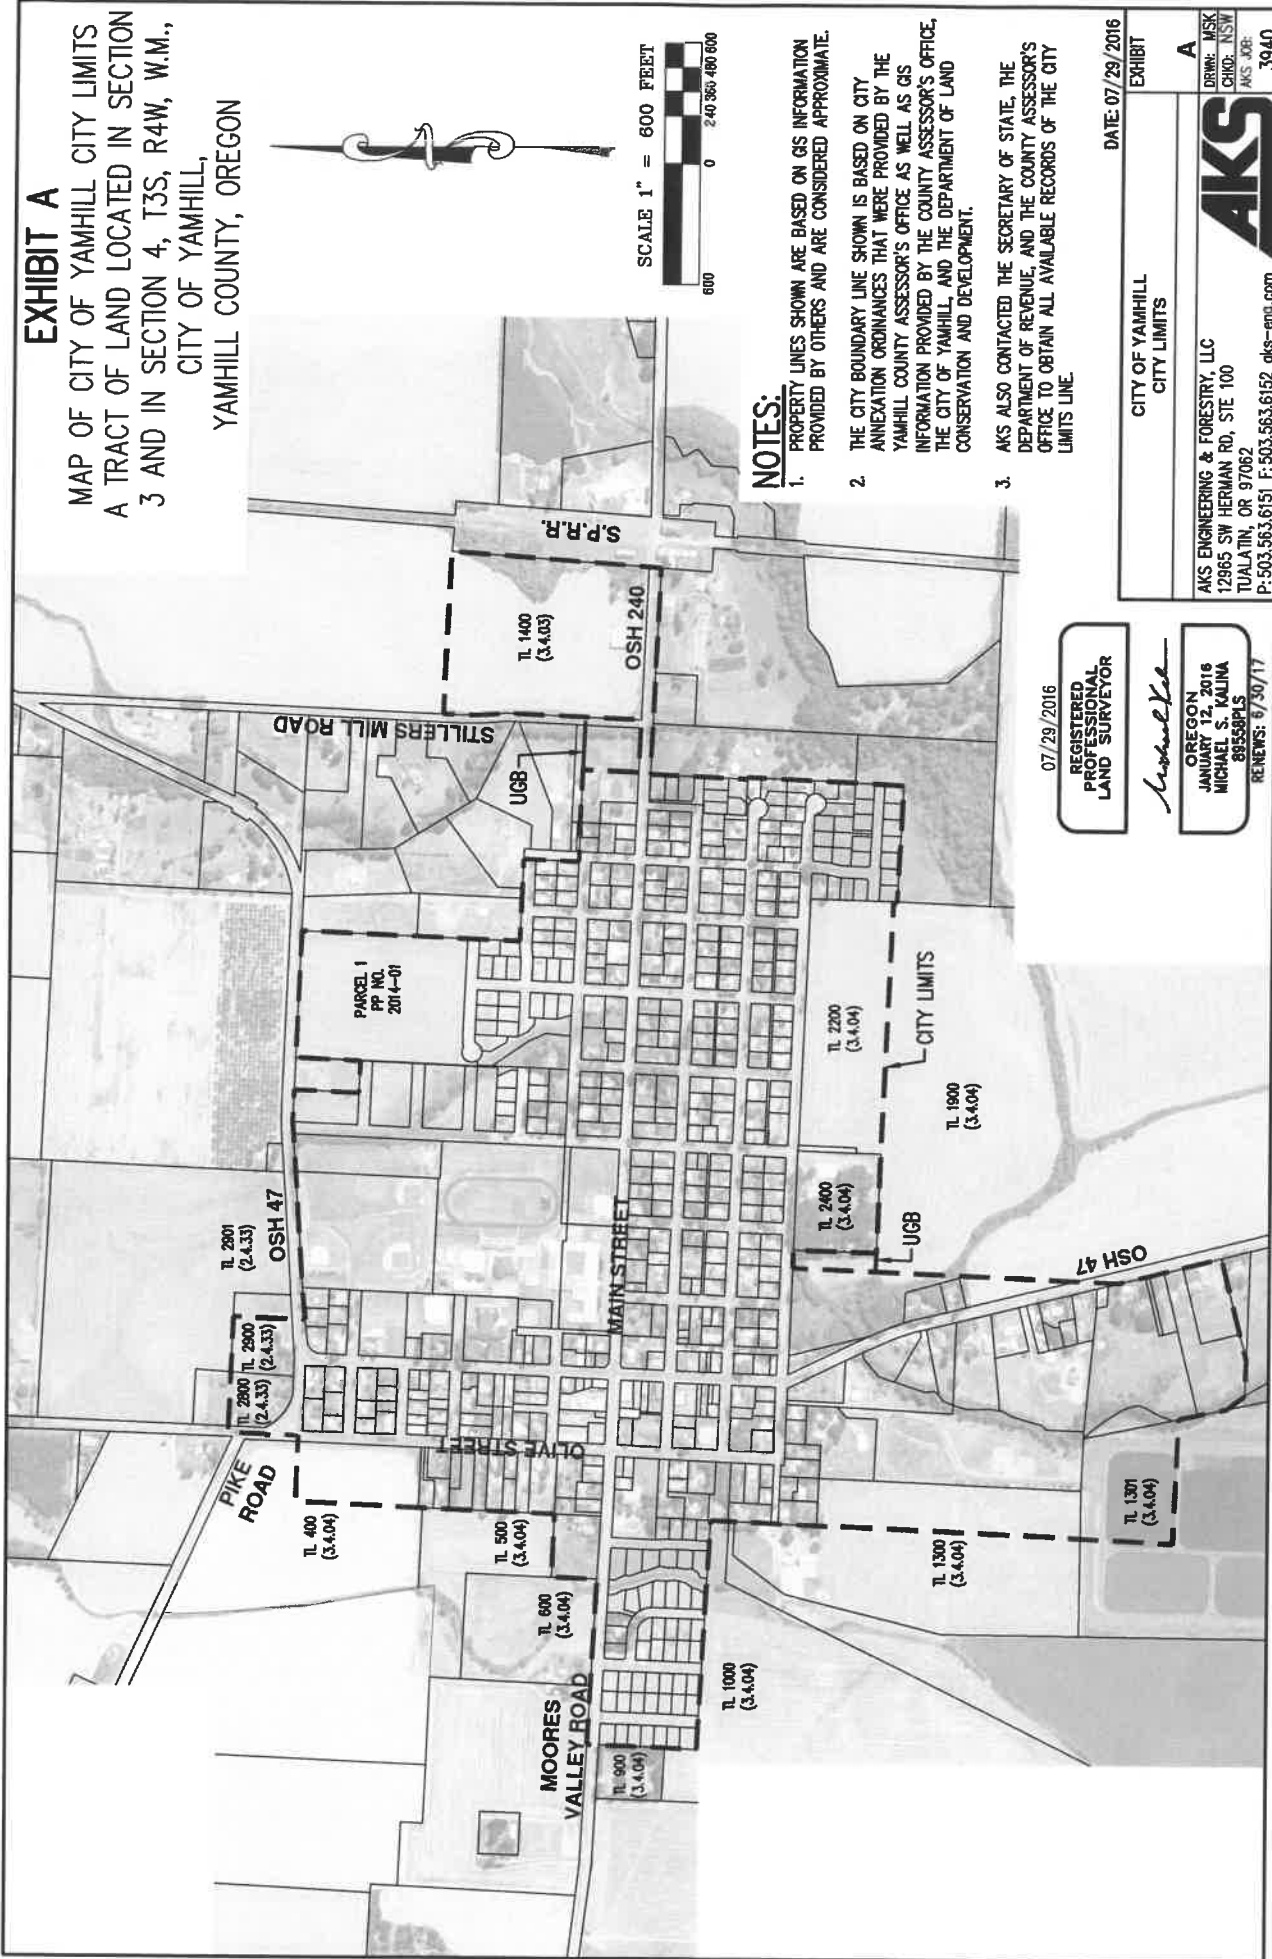 EXHIBIT A
MAP OF CITY OF YAMHILL CITY LIMITS
A TRACT OF LAND LOCATED IN SECTION
3 AND IN SECTION 4, T3S, R4W, W.M.,
CITY OF YAMHILL,
YAMHILL COUNTY, OREGON
SCALE 1" = 600 FEET
600 0 240 360 480 600
NOTES:
1. PROPERTY LINES SHOWN ARE BASED ON GIS INFORMATION
PROVIDED BY OTHERS AND ARE CONSIDERED APPROXIMATE.
2. THE CITY BOUNDARY LINE SHOWN IS BASED ON CITY
ANNEXATION ORDINANCES THAT WERE PROVIDED BY THE
YAMHILL COUNTY ASSESSOR'S OFFICE AS WELL AS GIS
INFORMATION PROVIDED BY THE COUNTY ASSESSOR'S OFFICE,
THE CITY OF YAMHILL, AND THE DEPARTMENT OF LAND
CONSERVATION AND DEVELOPMENT.
3. AKS ALSO CONTACTED THE SECRETARY OF STATE, THE
DEPARTMENT OF REVENUE, AND THE COUNTY ASSESSOR'S
OFFICE TO OBTAIN ALL AVAILABLE RECORDS OF THE CITY
LIMITS LINE.
DATE: 07/29/2016
CITY OF YAMHILL
CITY LIMITS
EXHIBIT
A
AKS ENGINEERING & FORESTRY, LLC
12965 SW HERMAN RD, STE 100
TUALATIN, OR 97062
P: 503.563.6151 F: 503.563.6152 aks-eng.com
AKS
DRWN: MSK
CHKD: NSW
AKS JOB:
3940
07/29/2016
REGISTERED
PROFESSIONAL
LAND SURVEYOR
OREGON
JANUARY 12, 2016
MICHAEL S. KALINA
89558PLS
RENEWS: 6/30/17
PIKE
ROAD
TL 2800
(2.4.33)
TL 2900
(2.4.33)
TL 2901
(2.4.33)
OSH 47
PARCEL 1
PP NO.
2014-01
STILLERS MILL ROAD
UGB
TL 1400
(3.4.03)
S.P.R.R.
OSH 240
TL 400
(3.4.04)
TL 500
(3.4.04)
TL 600
(3.4.04)
OLIVE STREET
MAIN STREET
MOORES
VALLEY ROAD
TL 900
(3.4.04)
TL 1000
(3.4.04)
TL 1300
(3.4.04)
TL 1301
(3.4.04)
OSH 47
UGB
TL 2400
(3.4.04)
TL 2200
(3.4.04)
CITY LIMITS
TL 1900
(3.4.04)